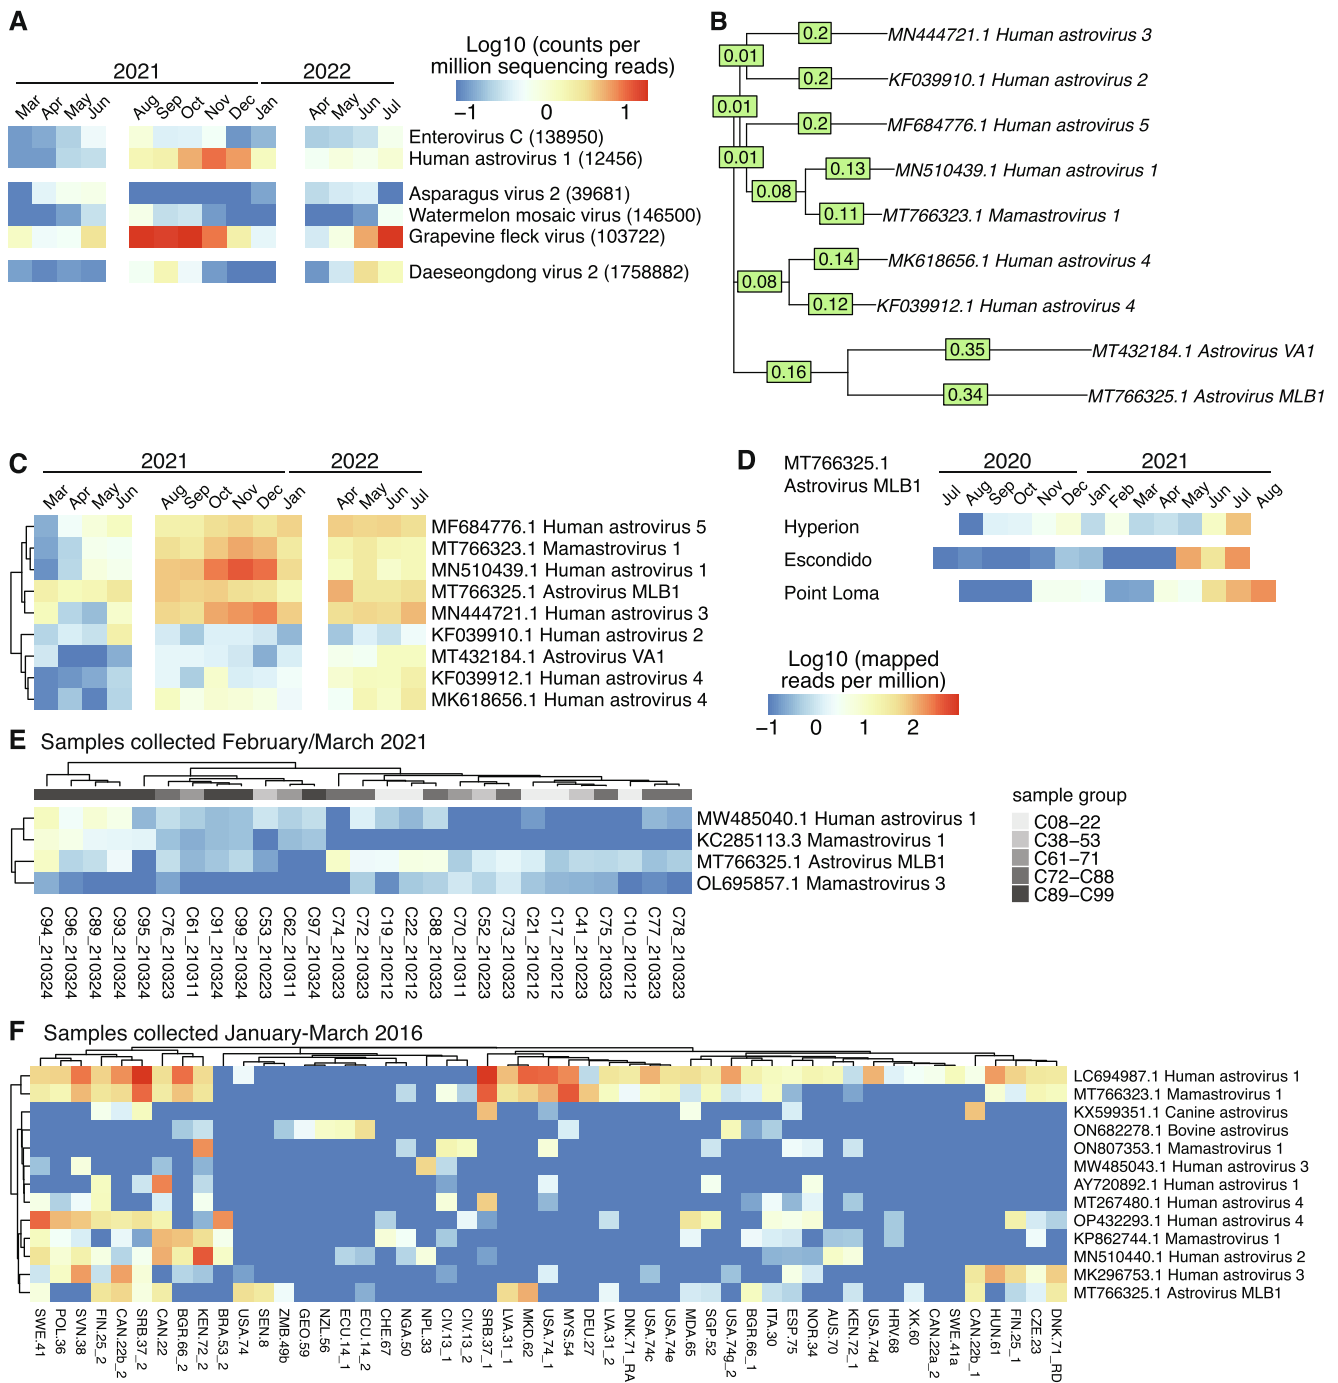 A
2021
2022
Mar Apr May Jun Aug Sep Oct Nov Dec Jan Apr May Jun Jul
Log10 (counts per
million sequencing reads)
−1 0 1
Enterovirus C (138950)
Human astrovirus 1 (12456)
Asparagus virus 2 (39681)
Watermelon mosaic virus (146500)
Grapevine fleck virus (103722)
Daeseongdong virus 2 (1758882)
B
0.2 MN444721.1 Human astrovirus 3
0.01
0.2 KF039910.1 Human astrovirus 2
0.01
0.2 MF684776.1 Human astrovirus 5
0.01
0.13 MN510439.1 Human astrovirus 1
0.08
0.11 MT766323.1 Mamastrovirus 1
0.14 MK618656.1 Human astrovirus 4
0.08
0.12 KF039912.1 Human astrovirus 4
0.35 MT432184.1 Astrovirus VA1
0.16
0.34 MT766325.1 Astrovirus MLB1
C
2021
2022
Mar Apr May Jun Aug Sep Oct Nov Dec Jan Apr May Jun Jul
MF684776.1 Human astrovirus 5
MT766323.1 Mamastrovirus 1
MN510439.1 Human astrovirus 1
MT766325.1 Astrovirus MLB1
MN444721.1 Human astrovirus 3
KF039910.1 Human astrovirus 2
MT432184.1 Astrovirus VA1
KF039912.1 Human astrovirus 4
MK618656.1 Human astrovirus 4
D
MT766325.1
Astrovirus MLB1
2020
2021
Jul Aug Sep Oct Nov Dec Jan Feb Mar Apr May Jun Jul Aug
Hyperion
Escondido
Point Loma
Log10 (mapped
reads per million)
−1 0 1 2
E Samples collected February/March 2021
MW485040.1 Human astrovirus 1
KC285113.3 Mamastrovirus 1
MT766325.1 Astrovirus MLB1
OL695857.1 Mamastrovirus 3
C94_210324
C96_210324
C89_210324
C93_210324
C95_210324
C76_210323
C61_210311
C91_210324
C99_210324
C53_210223
C62_210311
C97_210324
C74_210323
C72_210323
C19_210212
C22_210212
C88_210323
C70_210311
C52_210223
C73_210323
C21_210212
C17_210212
C41_210223
C75_210323
C10_210212
C77_210323
C78_210323
sample group
C08−22
C38−53
C61−71
C72−C88
C89−C99
F Samples collected January-March 2016
LC694987.1 Human astrovirus 1
MT766323.1 Mamastrovirus 1
KX599351.1 Canine astrovirus
ON682278.1 Bovine astrovirus
ON807353.1 Mamastrovirus 1
MW485043.1 Human astrovirus 3
AY720892.1 Human astrovirus 1
MT267480.1 Human astrovirus 4
OP432293.1 Human astrovirus 4
KP862744.1 Mamastrovirus 1
MN510440.1 Human astrovirus 2
MK296753.1 Human astrovirus 3
MT766325.1 Astrovirus MLB1
SWE.41
POL.36
SVN.38
FIN.25_2
CAN.22b_2
SRB.37_2
CAN.22
BGR.66_2
KEN.72_2
BRA.53_2
USA.74
SEN.8
ZMB.49b
GEO.59
NZL.56
ECU.14_1
ECU.14_2
CHE.67
NGA.50
NPL.33
CIV.13_1
CIV.13_2
SRB.37_1
LVA.31_1
MKD.62
USA.74_1
MYS.54
DEU.27
LVA.31_2
DNK.71_RA
USA.74c
USA.74e
MDA.65
SGP.52
USA.74g_2
BGR.66_1
ITA.30
ESP.75
NOR.34
AUS.70
KEN.72_1
USA.74d
HRV.68
XK.60
CAN.22a_2
SWE.41a
CAN.22b_1
HUN.61
FIN.25_1
CZE.23
DNK.71_RD